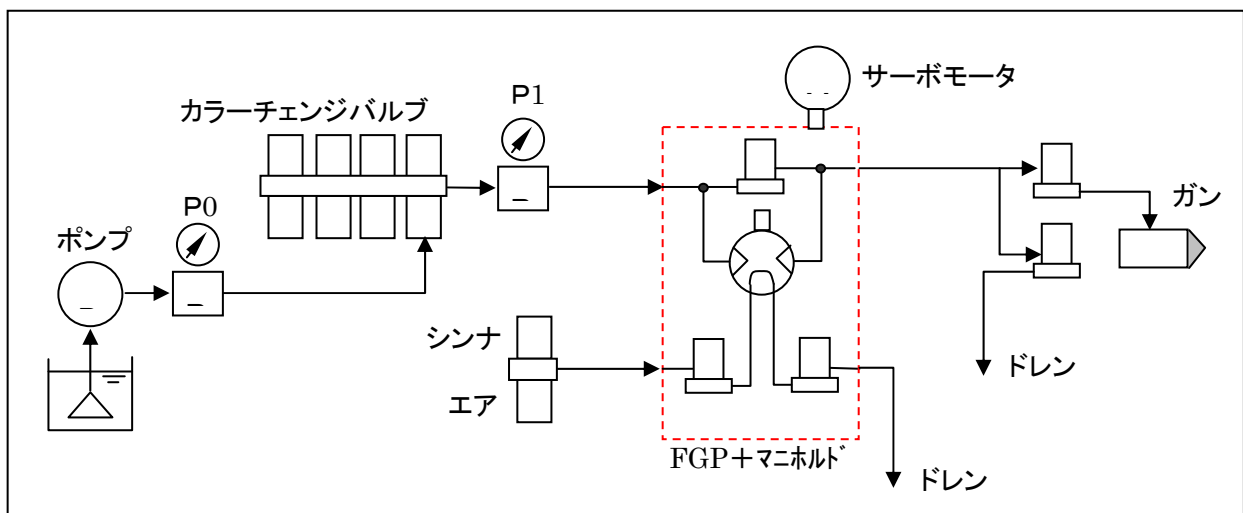 サーボモータ
カラーチェンジバルブ
P1
P0
ポンプ
ガン
シンナ
エア
ドレン
FGP+マニホルド
ドレン